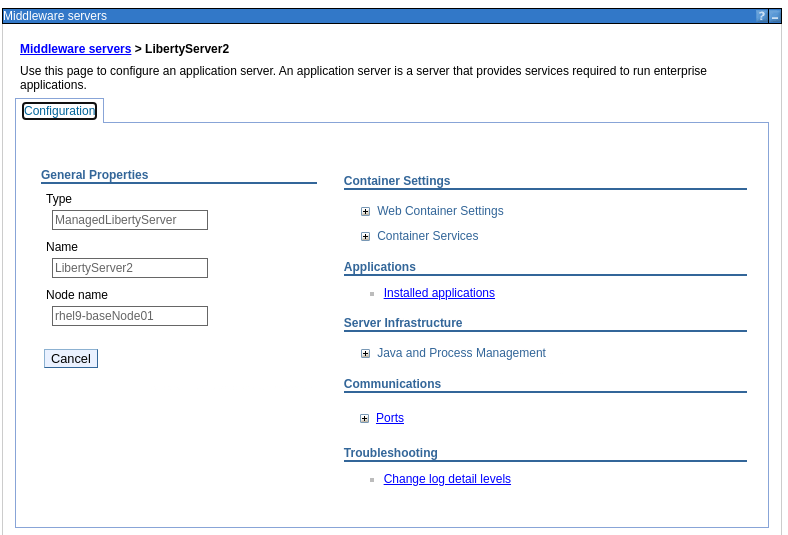 Middleware servers ? _
Middleware servers > LibertyServer2
Use this page to configure an application server. An application server is a server that provides services required to run enterprise
applications.
Configuration
General Properties
Type
ManagedLibertyServer
Name
LibertyServer2
Node name
rhel9-baseNode01
Cancel
Container Settings
Web Container Settings
Container Services
Applications
Installed applications
Server Infrastructure
Java and Process Management
Communications
Ports
Troubleshooting
Change log detail levels